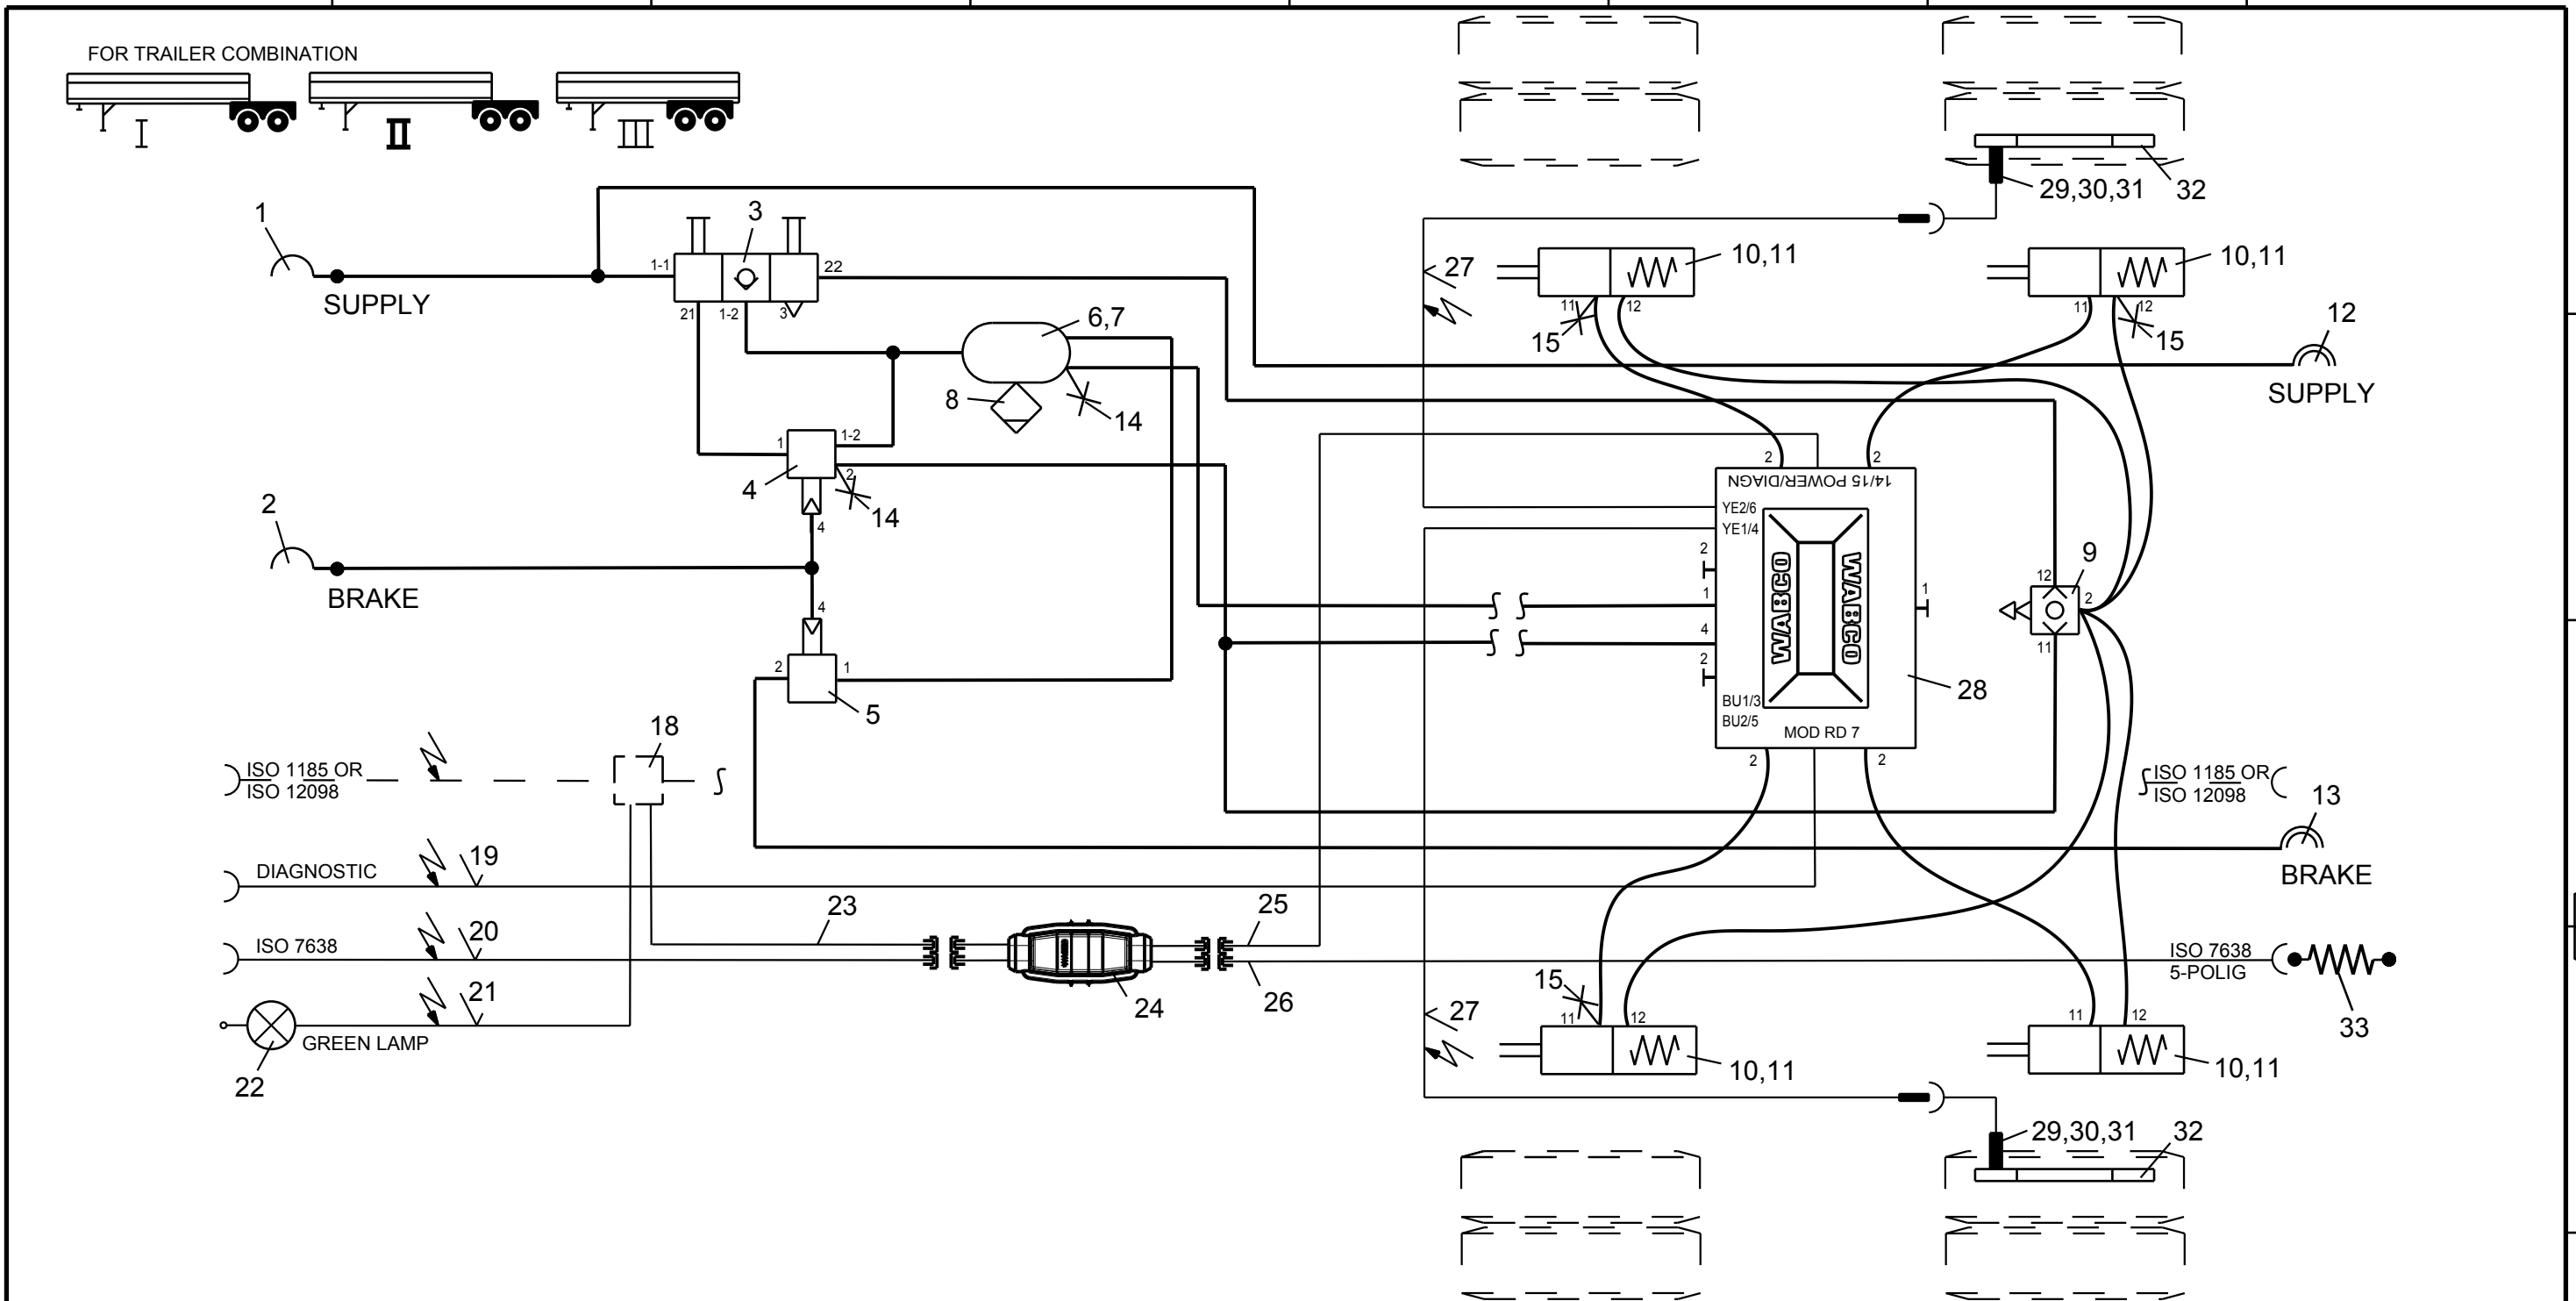 FOR TRAILER COMBINATION
I
II
III
29,30,31
32
1
3
1-1
22
27
10,11
10,11
SUPPLY
21
1-2
3
6,7
11
12
11
12
12
15
15
8
14
SUPPLY
1
1-2
4
2
2
2
14/15 POWER/DIAGN
2
14
4
YE2/6
YE1/4
2
9
12
2
11
BRAKE
4
1
1
4
2
WABCO
WABCO
2
1
5
28
BU1/3
BU2/5
MOD RD 7
18
2
2
ISO 1185 OR
ISO 12098
ISO 1185 OR
ISO 12098
13
19
DIAGNOSTIC
BRAKE
23
25
20
ISO 7638
ISO 7638
5-POLIG
21
24
26
15
27
11
12
11
12
33
GREEN LAMP
22
10,11
10,11
29,30,31
32